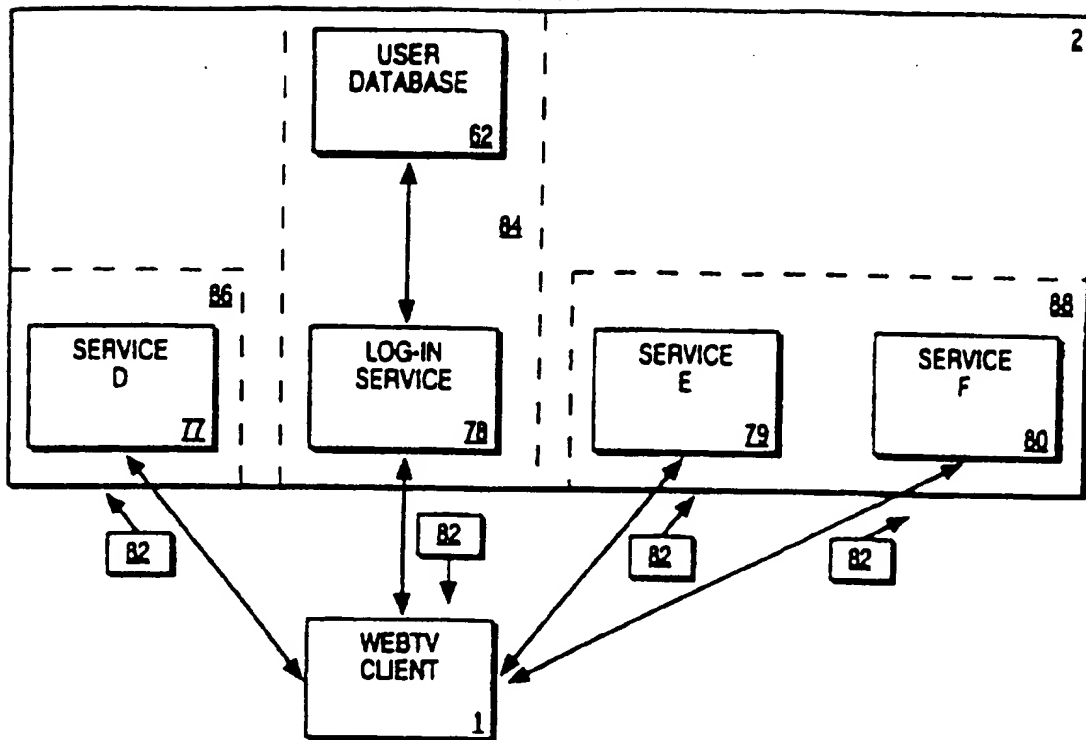 2
USER
DATABASE
62
84
86
88
SERVICE
D
77
LOG-IN
SERVICE
78
SERVICE
E
79
SERVICE
F
80
82
82
82
82
WEBTV
CLIENT
1